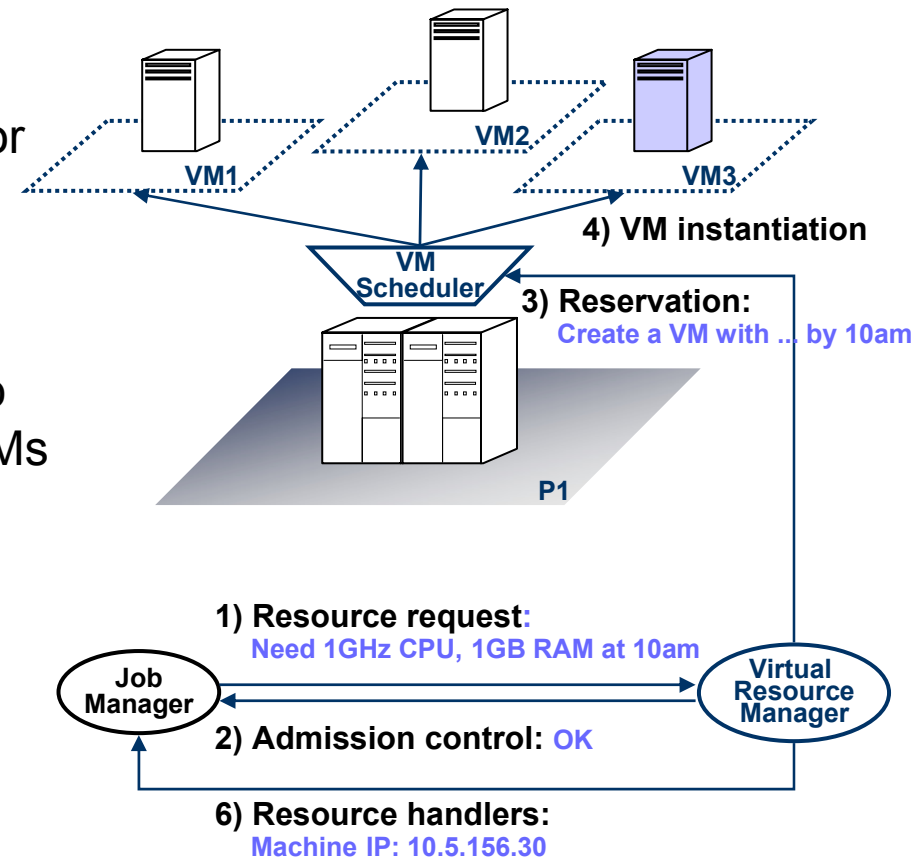 or
VM1
VM2
VM3
4) VM instantiation
VM
Scheduler
3) Reservation:
Create a VM with ... by 10am
Ms
P1
1) Resource request:
Need 1GHz CPU, 1GB RAM at 10am
Job
Manager
Virtual
Resource
Manager
2) Admission control: OK
6) Resource handlers:
Machine IP: 10.5.156.30